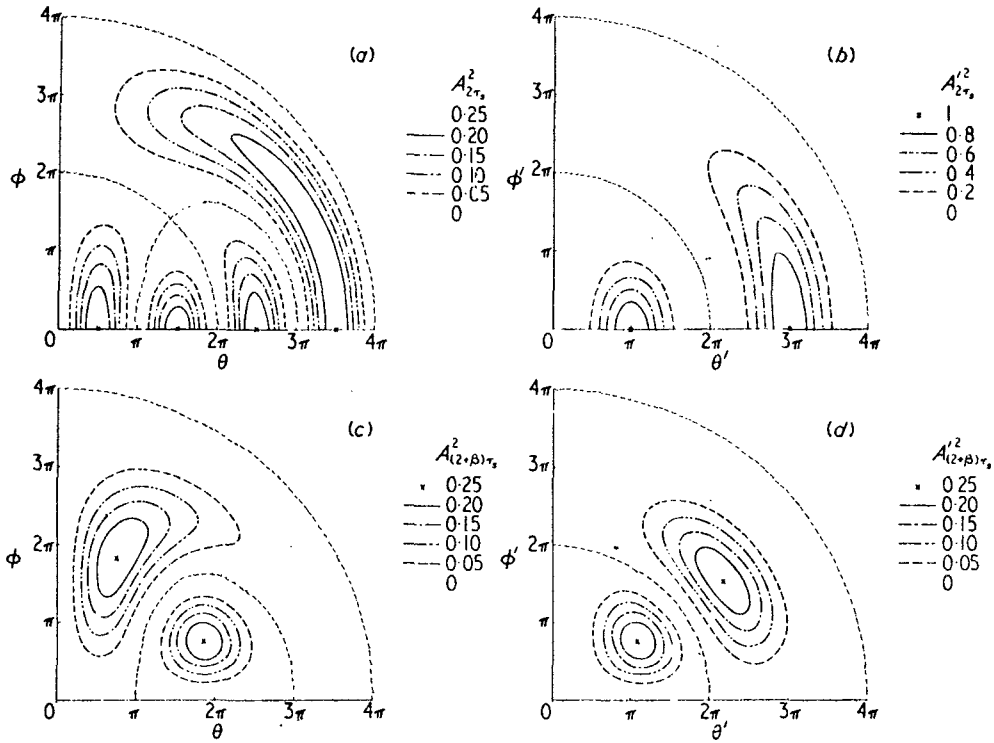 (a)
4π
3π
φ
2π
π
0
π
2π
3π
4π
θ
A²₂τₛ
0·25
0·20
0·15
0·10
0·05
0
(b)
4π
3π
φ'
2π
π
0
π
2π
3π
4π
θ'
A'²₂τₛ
1
0·8
0·6
0·4
0·2
0
(c)
4π
3π
φ
2π
π
0
π
2π
3π
4π
θ
A²₍₂₊β₎τₛ
0·25
0·20
0·15
0·10
0·05
0
(d)
4π
3π
φ'
2π
π
0
π
2π
3π
4π
θ'
A'²₍₂₊β₎τₛ
0·25
0·20
0·15
0·10
0·05
0